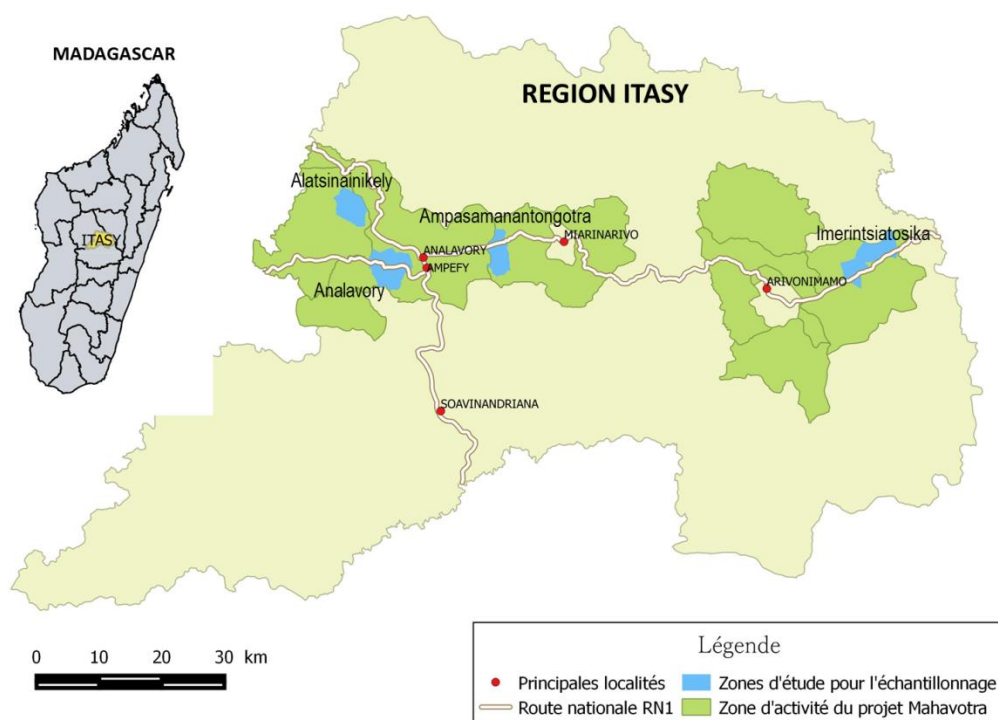 MADAGASCAR
ITASY
REGION ITASY
Alatsinainikely
Ampasamanantongotra
MIARINARIVO
Imerintsiatosika
ANALAVORY
AMPEFY
Analavory
ARIVONIMAMO
SOAVINANDRIANA
0 10 20 30 km
Légende
Principales localités
Zones d'étude pour l'échantillonnage
Route nationale RN1
Zone d'activité du projet Mahavotra